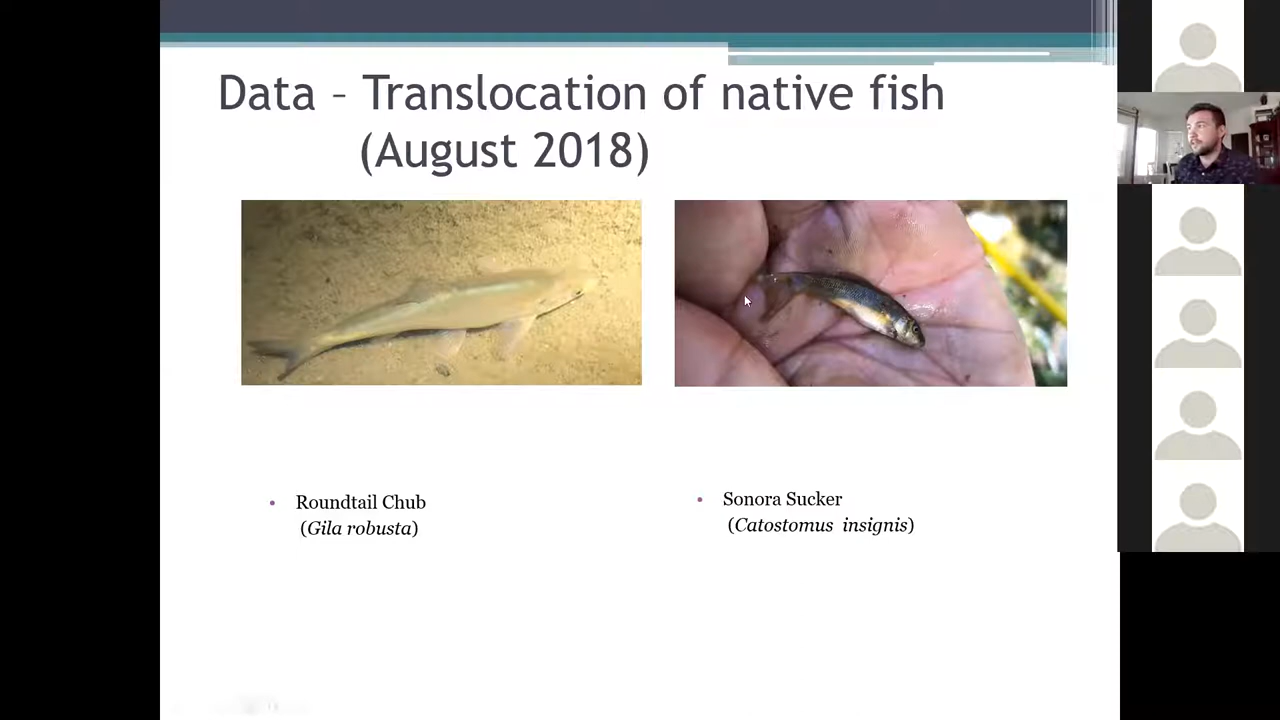 Data – Translocation of native fish
(August 2018)
• Roundtail Chub
(Gila robusta)
• Sonora Sucker
(Catostomus insignis)